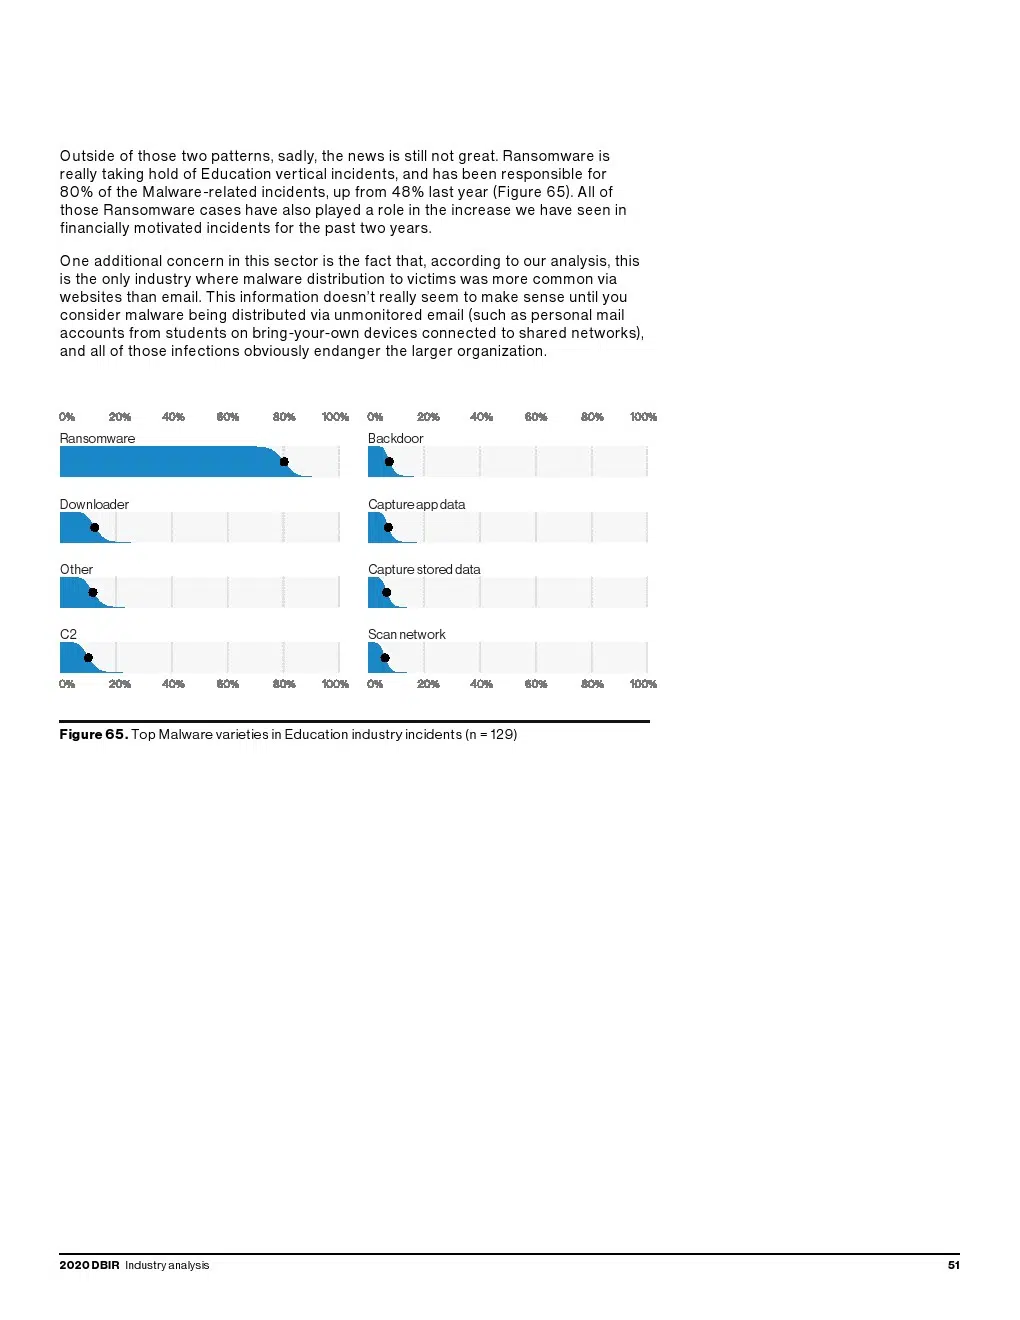 Outside of those two patterns, sadly, the news is still not great. Ransomware is
really taking hold of Education vertical incidents, and has been responsible for
80% of the Malware-related incidents, up from 48% last year (Figure 65). All of
those Ransomware cases have also played a role in the increase we have seen in
financially motivated incidents for the past two years.
One additional concern in this sector is the fact that, according to our analysis, this
is the only industry where malware distribution to victims was more common via
websites than email. This information doesn't really seem to make sense until you
consider malware being distributed via unmonitored email (such as personal mail
accounts from students on bring-your-own devices connected to shared networks),
and all of those infections obviously endanger the larger organization.
0% 20% 40% 60% 80% 100% 0% 20% 40% 60% 80% 100%
Ransomware
Backdoor
Downloader
Capture app data
Other
Capture stored data
C2
Scan network
0% 20% 40% 60% 80% 100% 0% 20% 40% 60% 80% 100%
Figure 65. Top Malware varieties in Education industry incidents (n = 129)
2020 DBIR Industry analysis
51